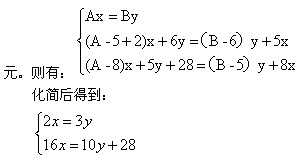 Ax = By
(A -5+2)x + 6y =（B -6）y +5x
元。则有：(A -8)x + 5y + 28 =（B -5）y + 8x
化简后得到：
2x = 3y
16x = 10y + 28